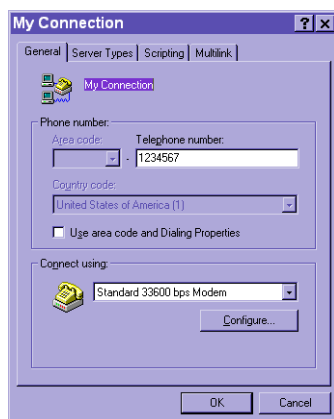 My Connection
General Server Types Scripting Multilink
My Connection
Phone number:
Area code: Telephone number:
- 1234567
Country code:
United States of America (1)
Use area code and Dialing Properties
Connect using:
Standard 33600 bps Modem
Configure...
OK Cancel